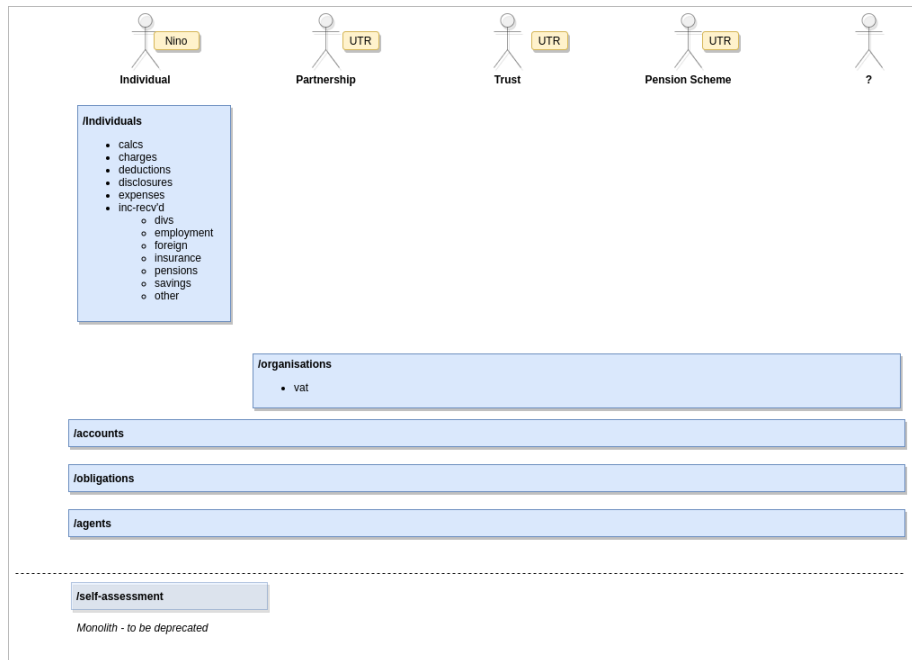 Nino
UTR
UTR
UTR
Individual
Partnership
Trust
Pension Scheme
?
/Individuals
calcs
charges
deductions
disclosures
expenses
inc-recv'd
divs
employment
foreign
insurance
pensions
savings
other
/organisations
vat
/accounts
/obligations
/agents
/self-assessment
Monolith - to be deprecated